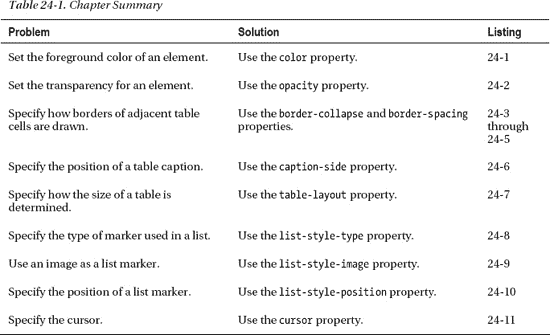 Table 24-1. Chapter Summary
Problem Solution Listing
Set the foreground color of an element. Use the color property. 24-1
Set the transparency for an element. Use the opacity property. 24-2
Specify how borders of adjacent table Use the border-collapse and border-spacing 24-3
cells are drawn. properties. through
24-5
Specify the position of a table caption. Use the caption-side property. 24-6
Specify how the size of a table is Use the table-layout property. 24-7
determined.
Specify the type of marker used in a list. Use the list-style-type property. 24-8
Use an image as a list marker. Use the list-style-image property. 24-9
Specify the position of a list marker. Use the list-style-position property. 24-10
Specify the cursor. Use the cursor property. 24-11